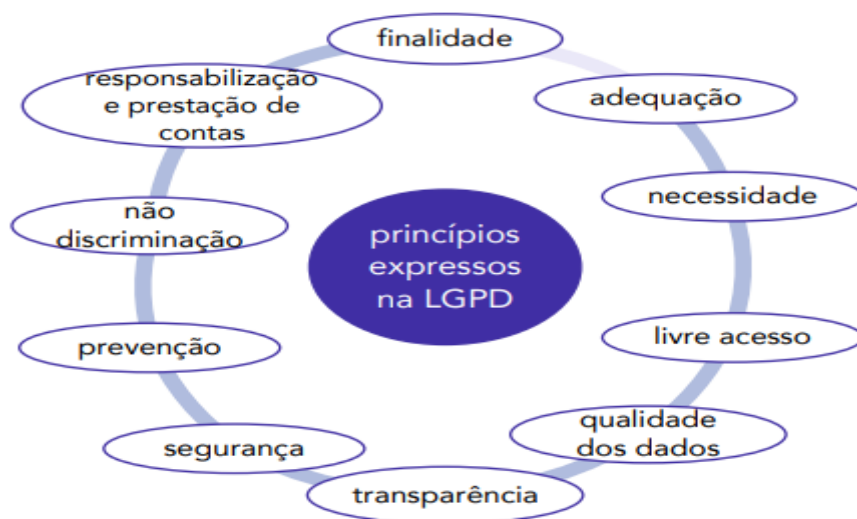 finalidade
adequação
necessidade
livre acesso
qualidade
dos dados
transparência
segurança
prevenção
não
discriminação
responsabilização
e prestação de
contas
princípios
expressos
na LGPD